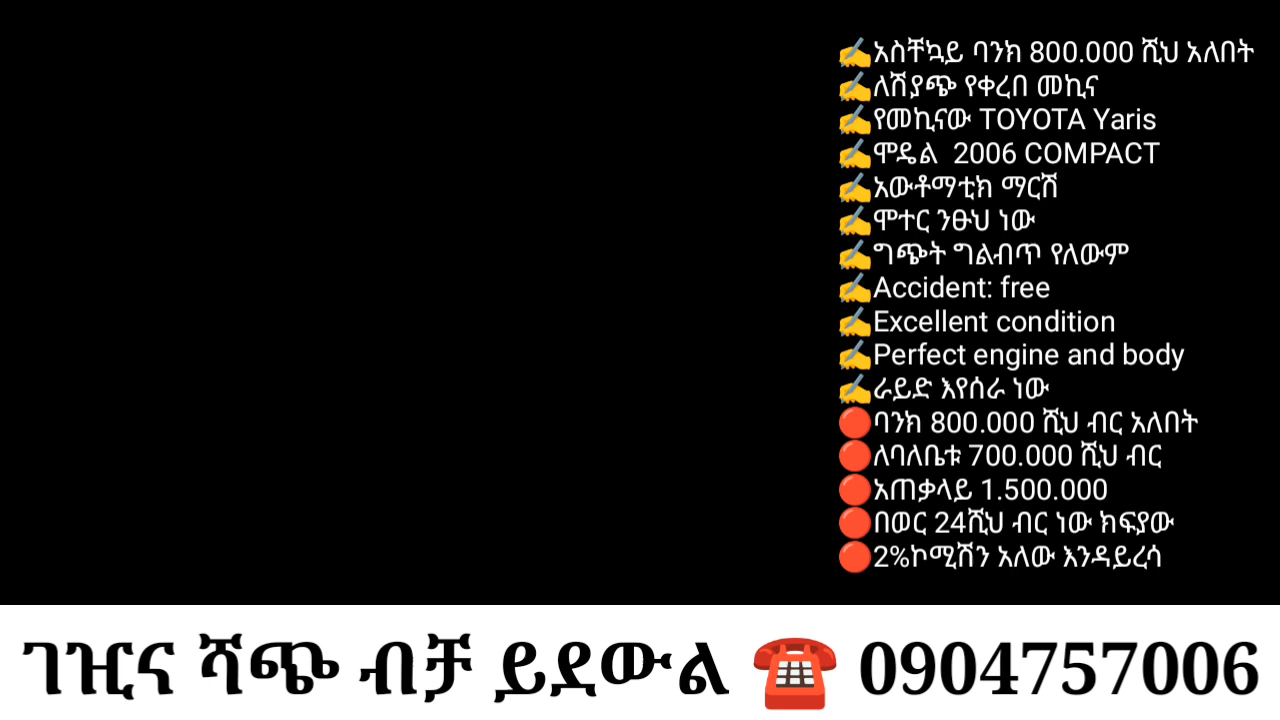 ✍️አስቸኳይ ባንክ 800.000 ሺህ አለበት
✍️ለሽያጭ የቀረበ መኪና
✍️የመኪናው TOYOTA Yaris
✍️ሞዴል 2006 COMPACT
✍️አውቶማቲክ ማርሽ
✍️ሞተር ንፁህ ነው
✍️ግጭት ግልብጥ የለውም
✍️Accident: free
✍️Excellent condition
✍️Perfect engine and body
✍️ራይድ እየሰራ ነው
🔴ባንክ 800.000 ሺህ ብር አለበት
🔴ለባለቤቱ 700.000 ሺህ ብር
🔴አጠቃላይ 1.500.000
🔴በወር 24ሺህ ብር ነው ክፍያው
🔴2%ኮሚሽን አለው እንዳይረሳ
ገዢና ሻጭ ብቻ ይደውል ☎️ 0904757006